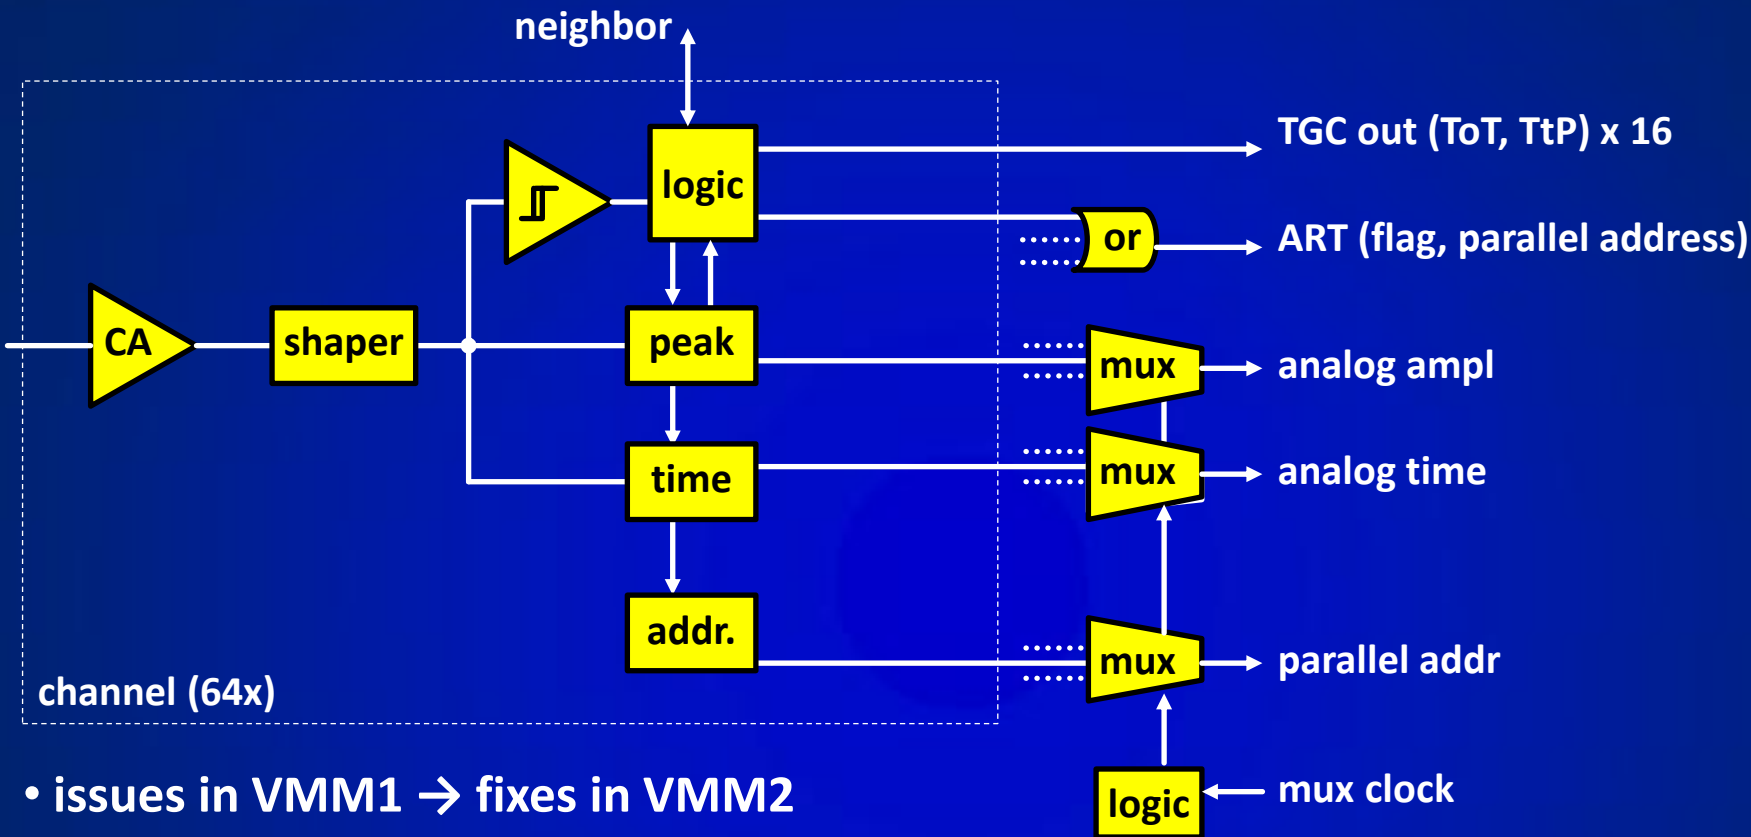 neighbor
TGC out (ToT, TtP) x 16
logic
or
ART (flag, parallel address)
CA
shaper
peak
mux
analog ampl
time
mux
analog time
addr.
mux
parallel addr
channel (64x)
• issues in VMM1 → fixes in VMM2
logic
mux clock